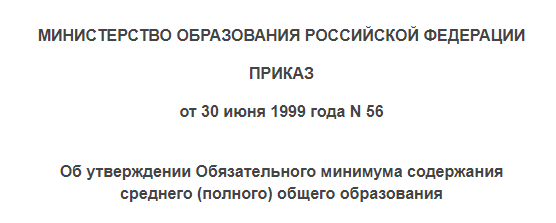 МИНИСТЕРСТВО ОБРАЗОВАНИЯ РОССИЙСКОЙ ФЕДЕРАЦИИ
ПРИКАЗ
от 30 июня 1999 года N 56
Об утверждении Обязательного минимума содержания
среднего (полного) общего образования